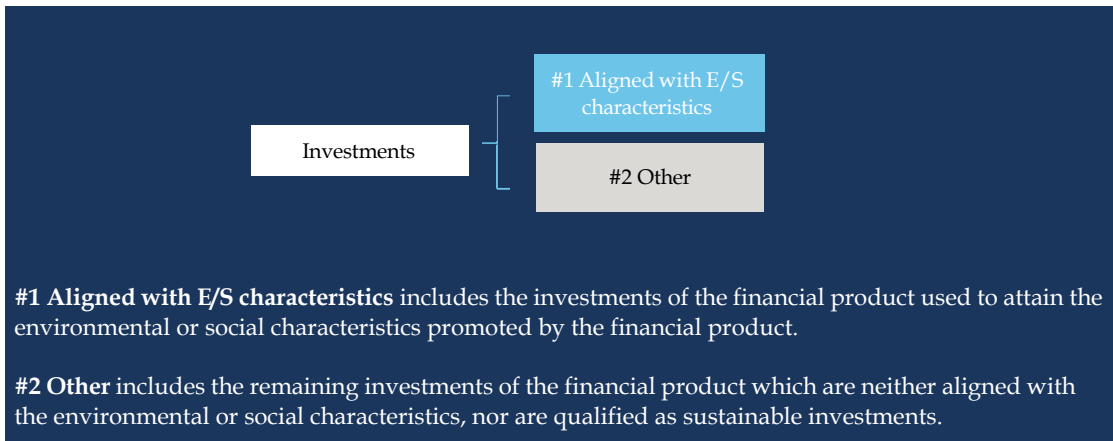 #1 Aligned with E/S
characteristics
Investments
#2 Other
#1 Aligned with E/S characteristics includes the investments of the financial product used to attain the
environmental or social characteristics promoted by the financial product.
#2 Other includes the remaining investments of the financial product which are neither aligned with
the environmental or social characteristics, nor are qualified as sustainable investments.